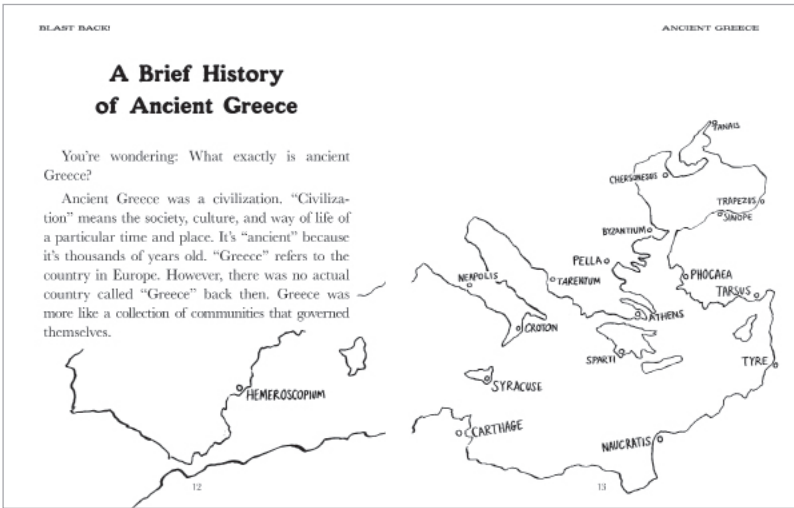 BLAST BACK!
A Brief History
of Ancient Greece
You're wondering: What exactly is ancient
Greece?
Ancient Greece was a civilization. “Civiliza-
tion” means the society, culture, and way of life of
a particular time and place. It's “ancient” because
it's thousands of years old. “Greece” refers to the
country in Europe. However, there was no actual
country called “Greece” back then. Greece was
more like a collection of communities that governed
themselves.
HEMEROSCOPIUM
12
ANCIENT GREECE
TANAIS
CHERSONESUS
TRAPEZUS
SINOPE
BYZANTIUM
PELLA
NEAPOLIS
TARENTUM
PHOCAEA
TARSUS
ATHENS
CROTON
SPARTI
TYRE
SYRACUSE
CARTHAGE
NAUCRATIS
13